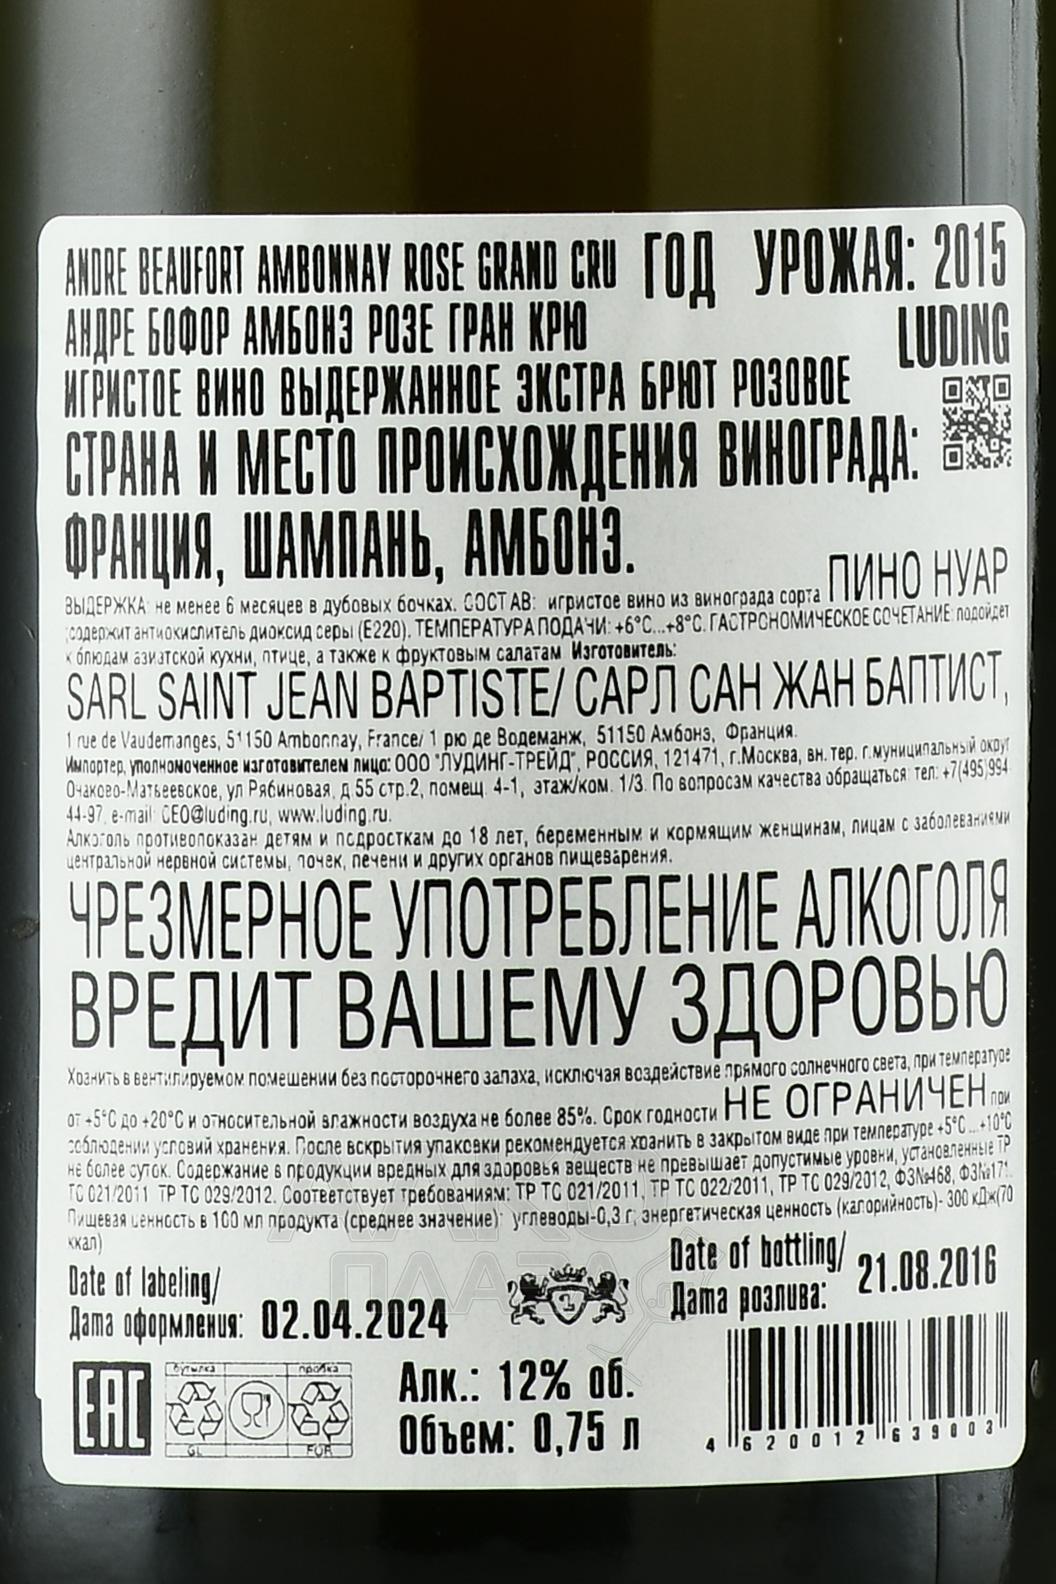 ANDRE BEAUFORT AMBONNAY ROSE GRAND CRU ГОД УРОЖАЯ: 2015
АНДРЕ БОФОР АМБОНЭ РОЗЕ ГРАН КРЮ LUDING
ИГРИСТОЕ ВИНО ВЫДЕРЖАННОЕ ЭКСТРА БРЮТ РОЗОВОЕ
СТРАНА И МЕСТО ПРОИСХОЖДЕНИЯ ВИНОГРАДА:
ФРАНЦИЯ, ШАМПАНЬ, АМБОНЭ.
ВЫДЕРЖКА: не менее 6 месяцев в дубовых бочках. СОСТАВ: игристое вино из винограда сорта ПИНО НУАР
содержит антиокислитель диоксид серы (Е220). ТЕМПЕРАТУРА ПОДАЧИ: +6°С...+8°С. ГАСТРОНОМИЧЕСКОЕ СОЧЕТАНИЕ: подойдет
к блюдам азиатской кухни, птице, а также к фруктовым салатам. Изготовитель:
SARL SAINT JEAN BAPTISTE/ САРЛ САН ЖАН БАПТИСТ,
1 rue de Vaudemanges, 51150 Ambonnay, France/ 1 рю де Водеманж, 51150 Амбонэ, Франция.
Импортер, уполномоченное изготовителем лицо: ООО "ЛУДИНГ-ТРЕЙД", РОССИЯ, 121471, г.Москва, вн. тер. г.муниципальный округ
Очаково-Матвеевское, ул Рябиновая, д 55 стр.2, помещ. 4-1, этаж/ком. 1/3. По вопросам качества обращаться: тел: +7(495)994-
44-97, e-mail: CEO@luding.ru, www.luding.ru.
Алкоголь противопоказан детям и подросткам до 18 лет, беременным и кормящим женщинам, лицам с заболеваниями
центральной нервной системы, почек, печени и других органов пищеварения.
ЧРЕЗМЕРНОЕ УПОТРЕБЛЕНИЕ АЛКОГОЛЯ
ВРЕДИТ ВАШЕМУ ЗДОРОВЬЮ
Хранить в вентилируемом помещении без постороннего запаха, исключая воздействие прямого солнечного света, при температуре
от +5°С до +20°С и относительной влажности воздуха не более 85%. Срок годности НЕ ОГРАНИЧЕН при
соблюдении условий хранения. После вскрытия упаковки рекомендуется хранить в закрытом виде при температуре +5°С...+10°С
не более суток. Содержание в продукции вредных для здоровья веществ не превышает допустимые уровни, установленные ТР
ТС 021/2011, ТР ТС 029/2012. Соответствует требованиям: ТР ТС 021/2011, ТР ТС 022/2011, ТР ТС 029/2012, ФЗ№468, ФЗ№171.
Пищевая ценность в 100 мл продукта (среднее значение): углеводы-0,3 г; энергетическая ценность (калорийность)- 300 кДж(70
ккал)
Date of labeling/
Дата оформления: 02.04.2024
Date of bottling/
Дата розлива: 21.08.2016
EAC
бутылка пробка
GL FOR
Алк.: 12% об.
Объем: 0,75 л
4 620012 639003